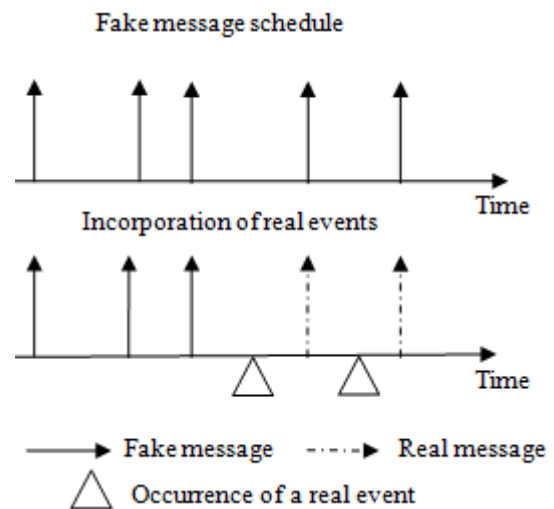 Fake message schedule
Time
Incorporation of real events
Time
Fake message
Real message
Occurrence of a real event